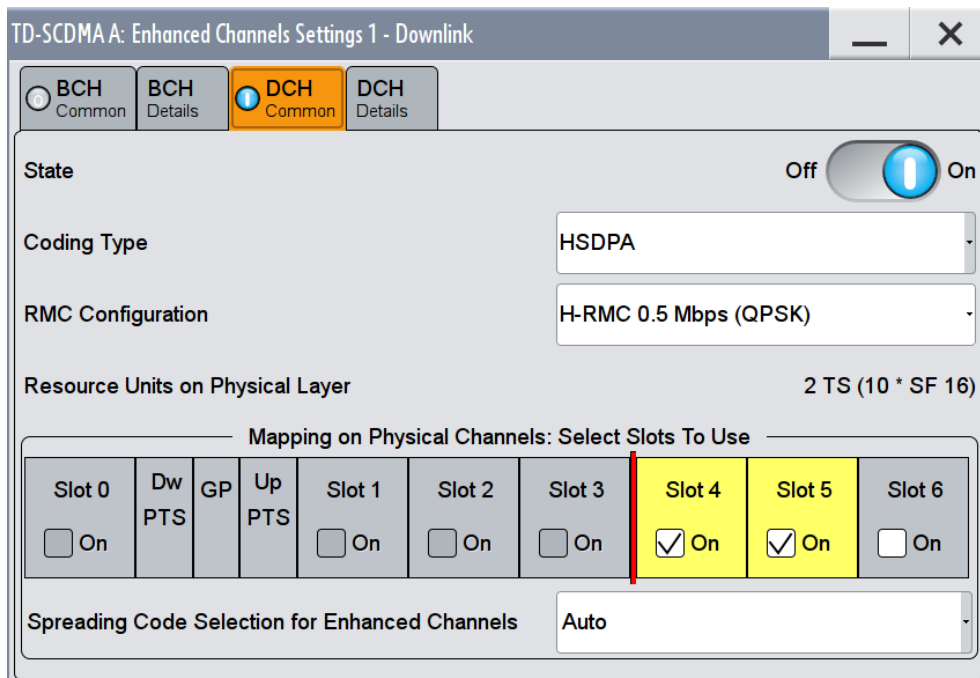 TD-SCDMA A: Enhanced Channels Settings 1 - Downlink
BCH Common
BCH Details
DCH Common
DCH Details
State Off On
Coding Type HSDPA
RMC Configuration H-RMC 0.5 Mbps (QPSK)
Resource Units on Physical Layer 2 TS (10 * SF 16)
Mapping on Physical Channels: Select Slots To Use
Slot 0 Dw PTS GP Up PTS Slot 1 Slot 2 Slot 3 Slot 4 Slot 5 Slot 6
On On On On On On On
Spreading Code Selection for Enhanced Channels Auto